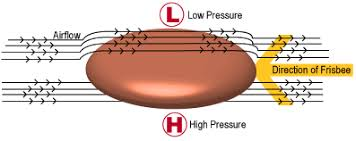 L Low Pressure
Airflow
Direction of Frisbee
H High Pressure